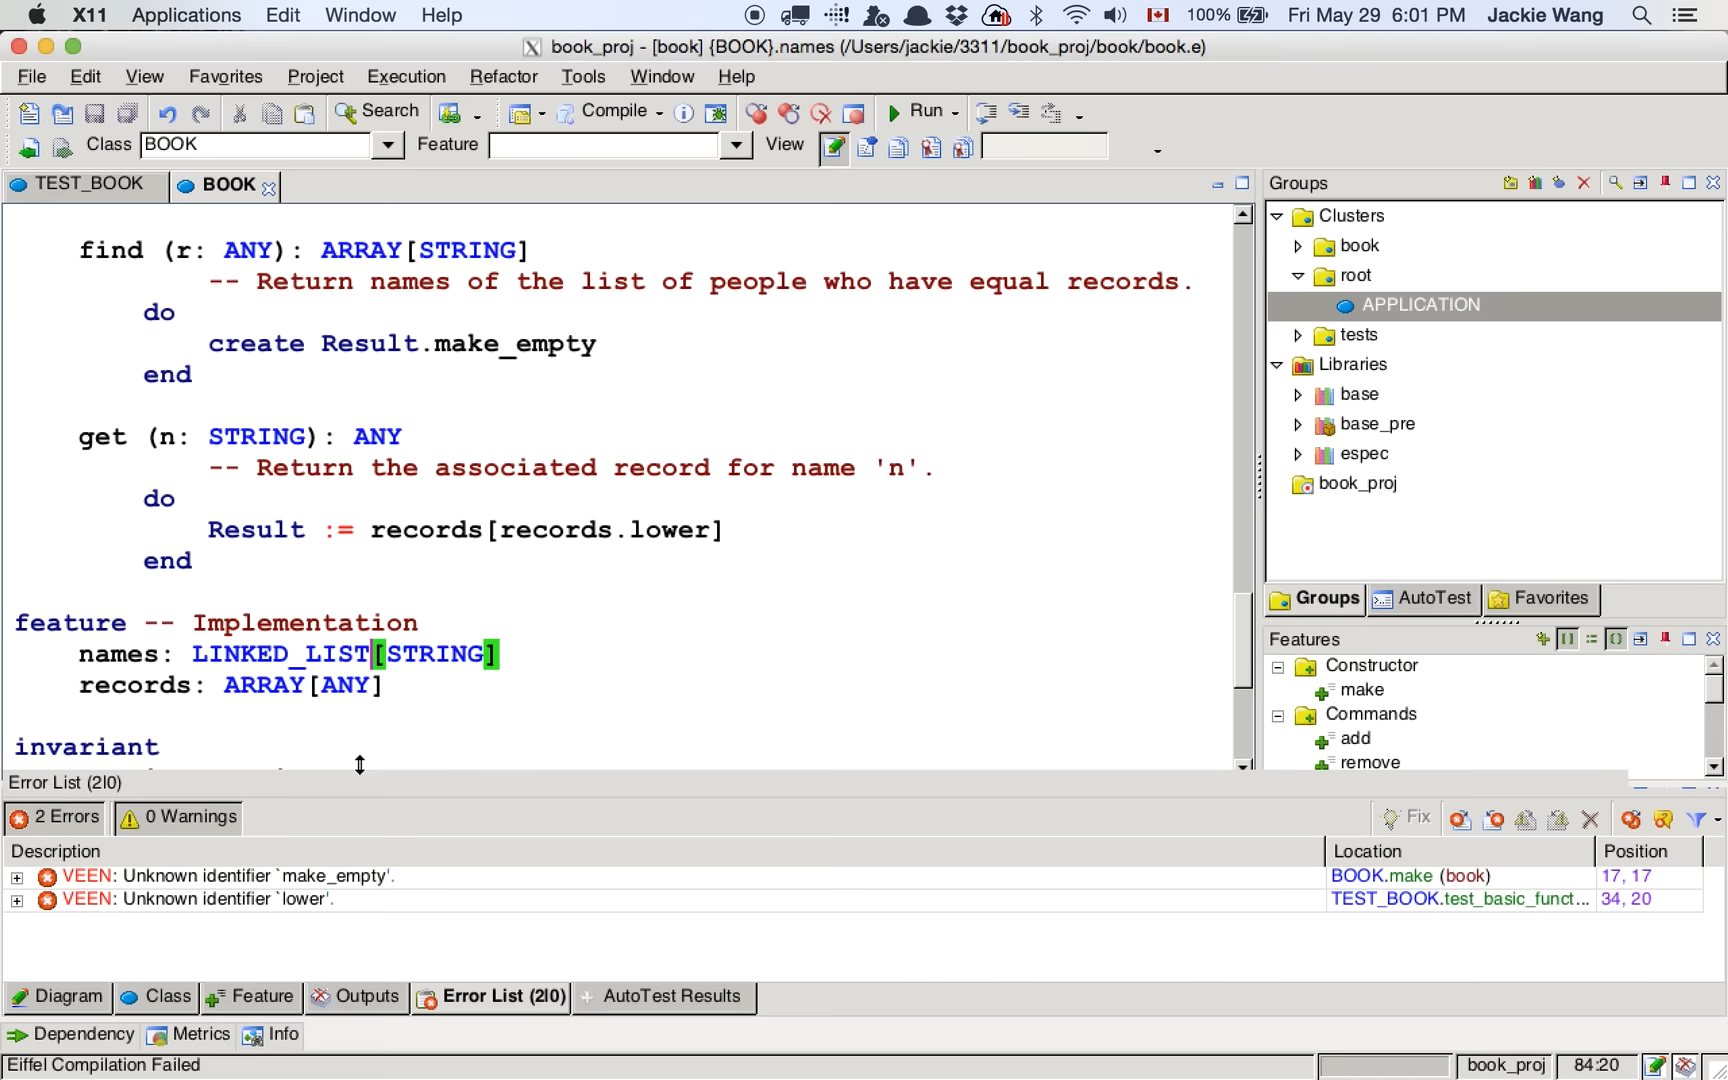 X11 Applications Edit Window Help 100% Fri May 29 6:01 PM Jackie Wang
book_proj - [book] {BOOK}.names (/Users/jackie/3311/book_proj/book/book.e)
File Edit View Favorites Project Execution Refactor Tools Window Help
Search Compile Run
Class BOOK Feature View
TEST_BOOK BOOK Groups
find (r: ANY): ARRAY[STRING]
-- Return names of the list of people who have equal records.
do
create Result.make_empty
end
get (n: STRING): ANY
-- Return the associated record for name 'n'.
do
Result := records[records.lower]
end
feature -- Implementation
names: LINKED_LIST[STRING]
records: ARRAY[ANY]
invariant
Clusters
book
root
APPLICATION
tests
Libraries
base
base_pre
espec
book_proj
Groups AutoTest Favorites
Features
Constructor
make
Commands
add
remove
Error List (2|0)
2 Errors 0 Warnings Fix
Description Location Position
VEEN: Unknown identifier `make_empty'. BOOK.make (book) 17, 17
VEEN: Unknown identifier `lower'. TEST_BOOK.test_basic_funct... 34, 20
Diagram Class Feature Outputs Error List (2|0) AutoTest Results
Dependency Metrics Info
Eiffel Compilation Failed book_proj 84:20